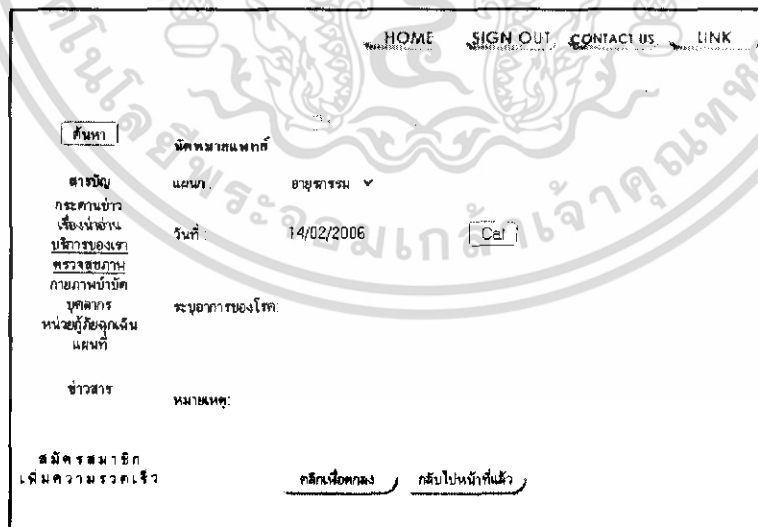 HOME SIGN OUT CONTACT US LINK
ค้นหา
นัดหมายแพทย์
สารบัญ
แผนก : อายุรกรรม
กระดานข่าว
เรื่องน่าอ่าน
บริการของเรา
วันที่ : 14/02/2006 Cal
ตรวจสุขภาพ
กายภาพบำบัด
บุคลากร
ระบุอาการของโรค:
หน่วยกู้ภัยฉุกเฉิน
แผนที่
ข่าวสาร
หมายเหตุ:
สมัครสมาชิก
เพิ่มความรวดเร็ว
คลิกเพื่อตกลง กลับไปหน้าที่แล้ว